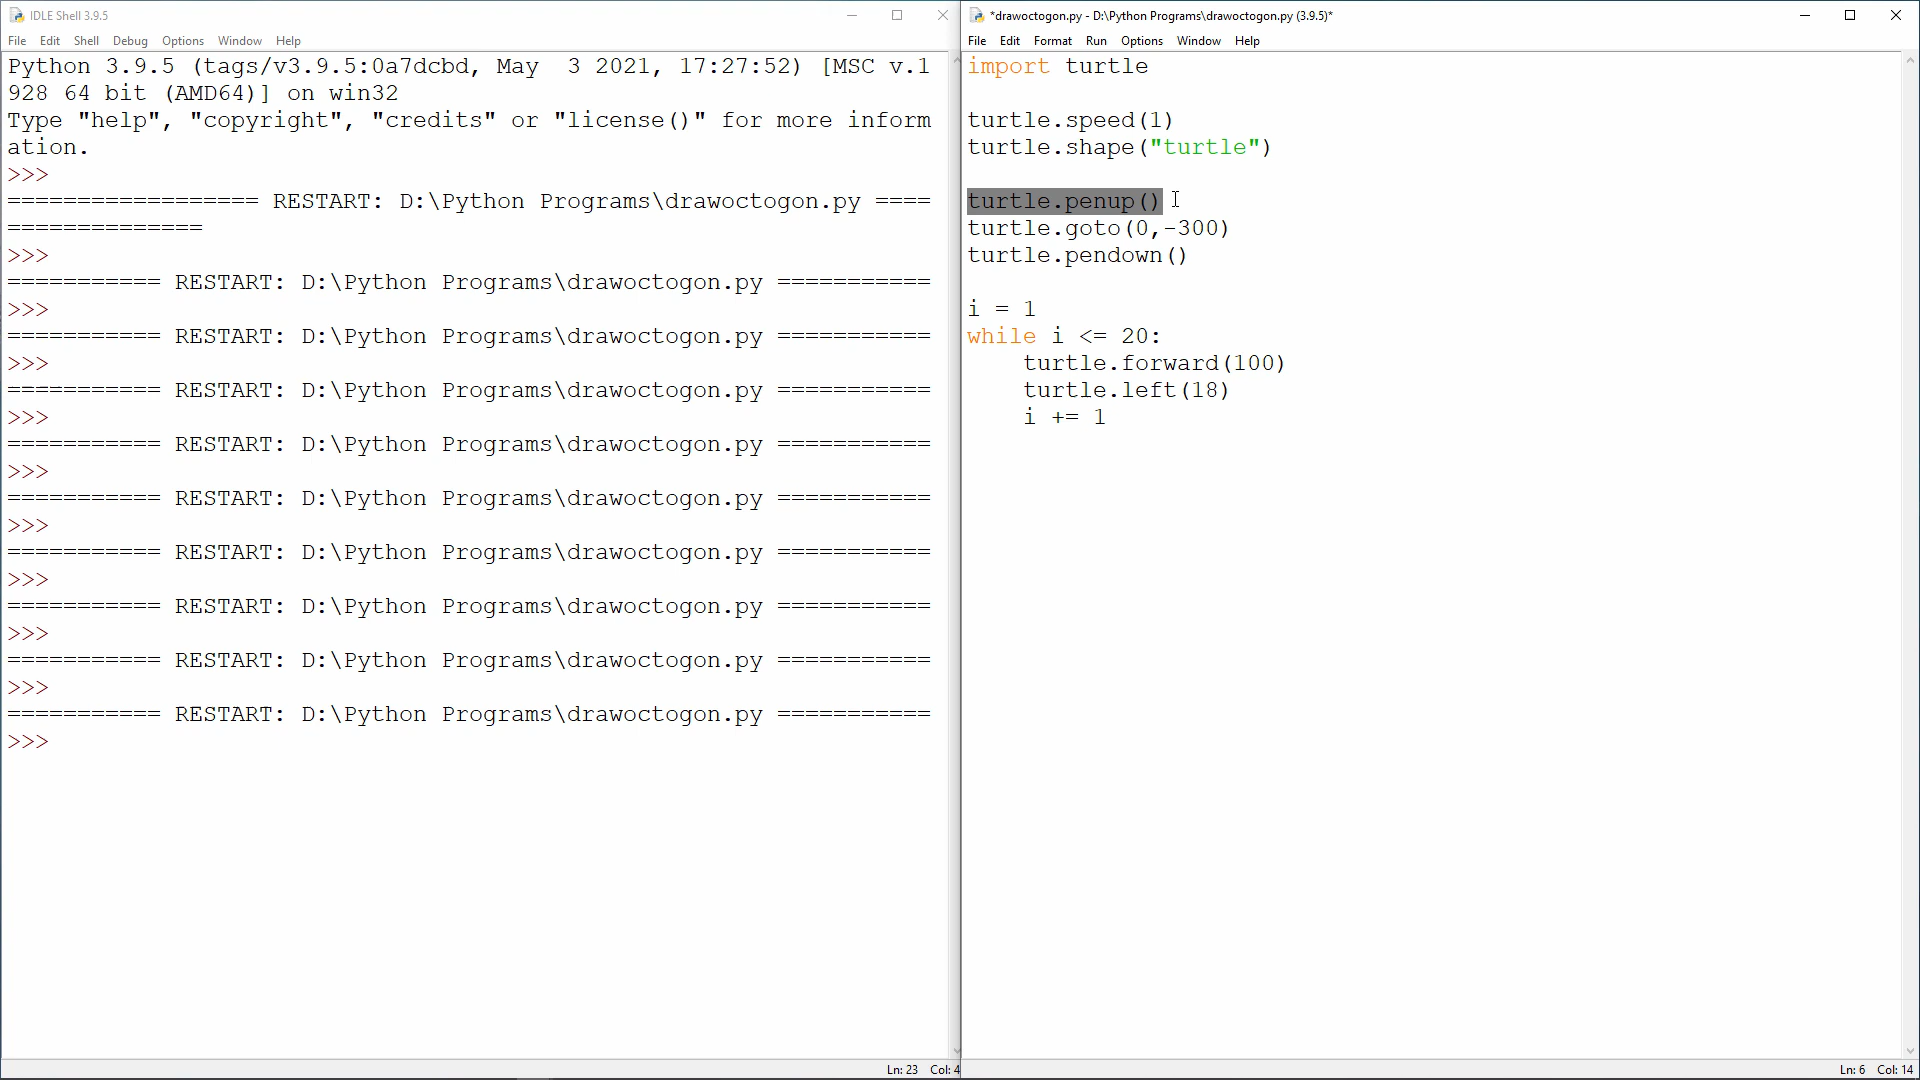 IDLE Shell 3.9.5
File Edit Shell Debug Options Window Help
Python 3.9.5 (tags/v3.9.5:0a7dcbd, May  3 2021, 17:27:52) [MSC v.1
928 64 bit (AMD64)] on win32
Type "help", "copyright", "credits" or "license()" for more inform
ation.
>>>
================== RESTART: D:\Python Programs\drawoctogon.py ====
==============
>>>
=========== RESTART: D:\Python Programs\drawoctogon.py ===========
>>>
=========== RESTART: D:\Python Programs\drawoctogon.py ===========
>>>
=========== RESTART: D:\Python Programs\drawoctogon.py ===========
>>>
=========== RESTART: D:\Python Programs\drawoctogon.py ===========
>>>
=========== RESTART: D:\Python Programs\drawoctogon.py ===========
>>>
=========== RESTART: D:\Python Programs\drawoctogon.py ===========
>>>
=========== RESTART: D:\Python Programs\drawoctogon.py ===========
>>>
=========== RESTART: D:\Python Programs\drawoctogon.py ===========
>>>
=========== RESTART: D:\Python Programs\drawoctogon.py ===========
>>>
Ln: 23 Col: 4
*drawoctogon.py - D:\Python Programs\drawoctogon.py (3.9.5)*
File Edit Format Run Options Window Help
import turtle
turtle.speed(1)
turtle.shape("turtle")
turtle.penup()
turtle.goto(0,-300)
turtle.pendown()
i = 1
while i <= 20:
    turtle.forward(100)
    turtle.left(18)
    i += 1
Ln: 6 Col: 14